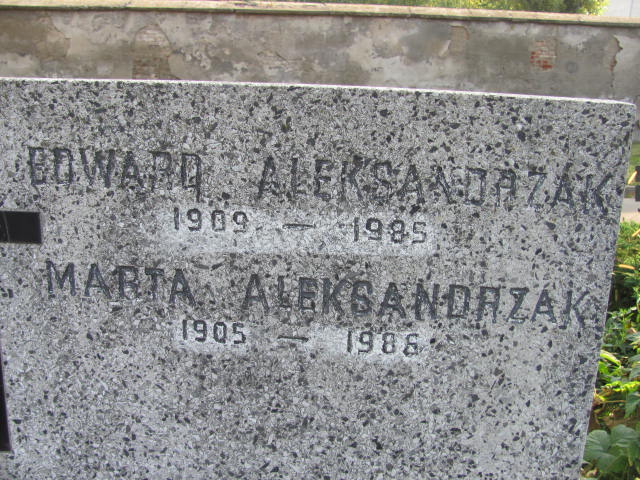 EDWARD ALEKSANDRZAK
1909 — 1985
MARTA ALEKSANDRZAK
1905 — 1986